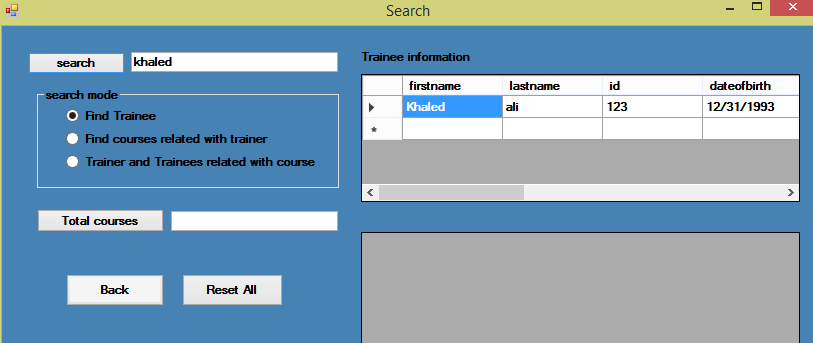 Search
search khaled
search mode
Find Trainee
Find courses related with trainer
Trainer and Trainees related with course
Total courses
Back Reset All
Trainee information
firstname lastname id dateofbirth
Khaled ali 123 12/31/1993
*